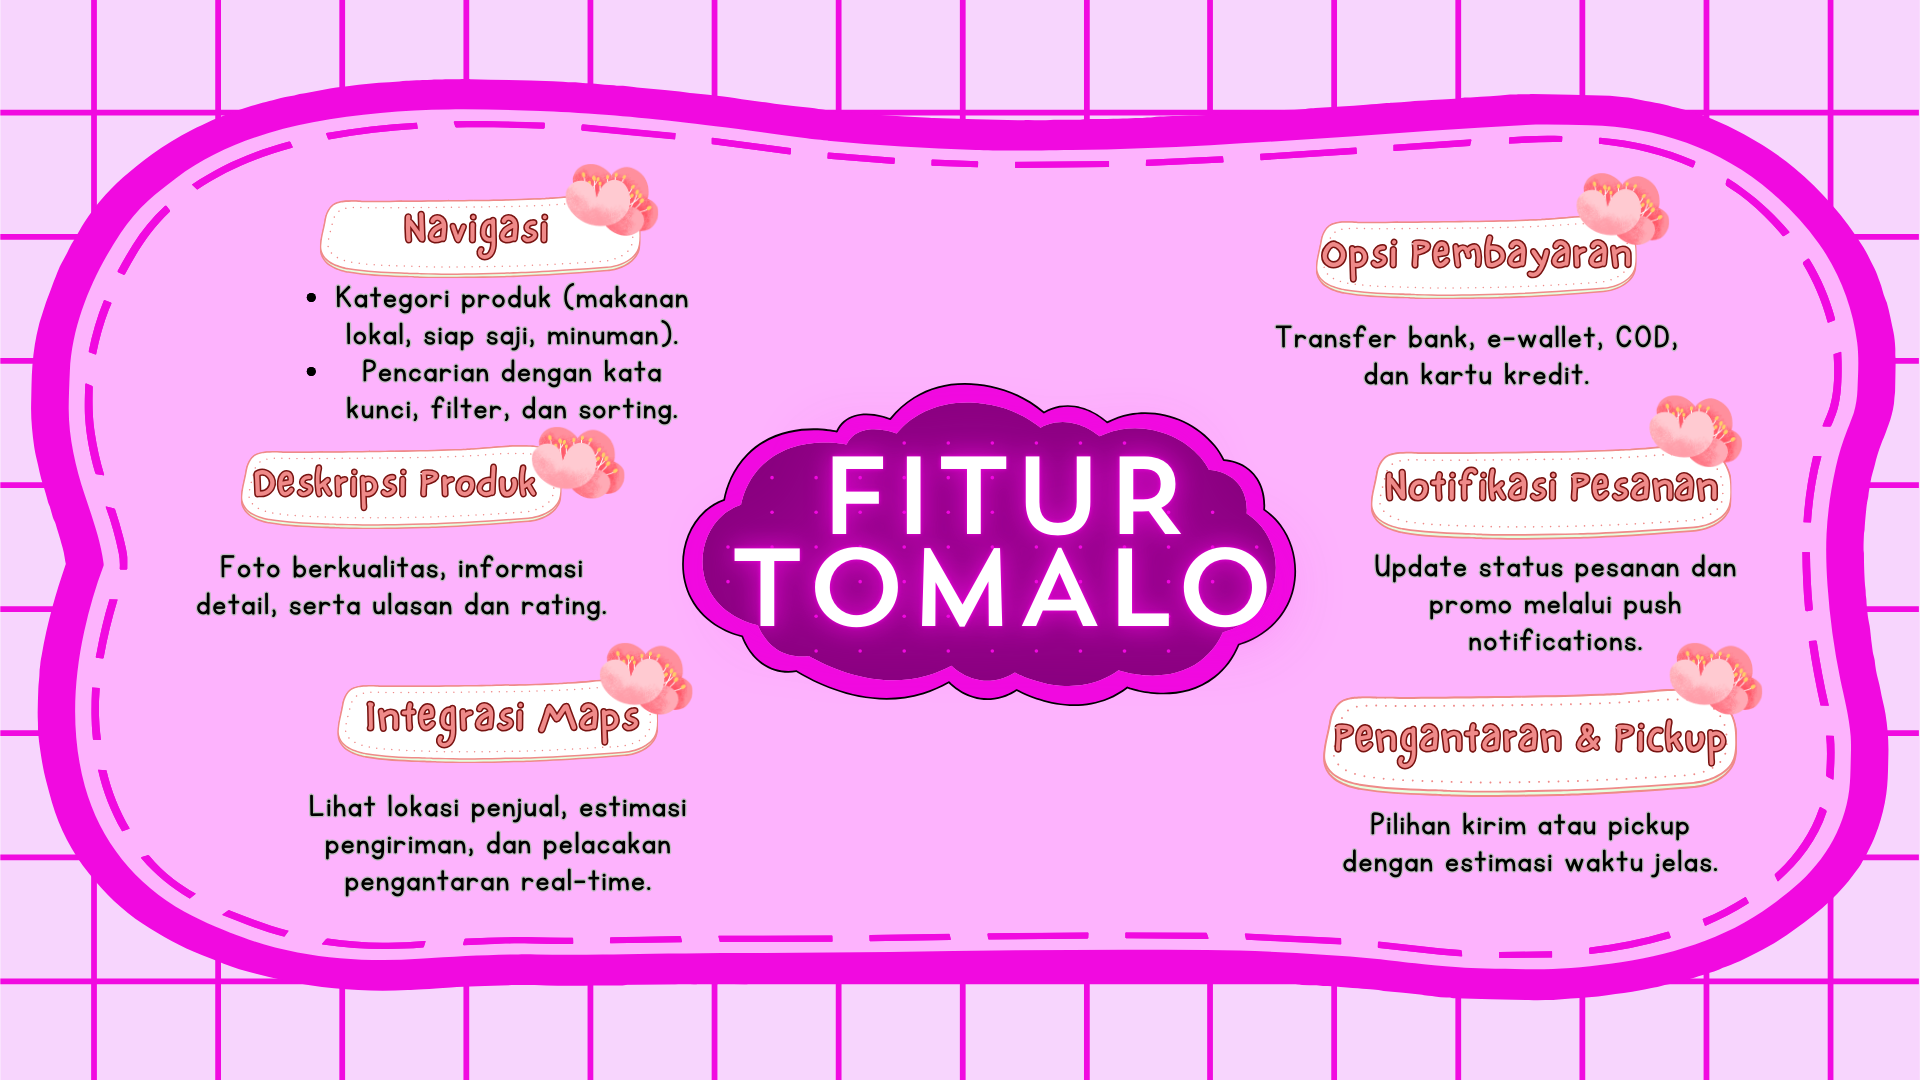 Navigasi
• Kategori produk (makanan
lokal, siap saji, minuman).
• Pencarian dengan kata
kunci, filter, dan sorting.
Deskripsi Produk
Foto berkualitas, informasi
detail, serta ulasan dan rating.
Integrasi Maps
Lihat lokasi penjual, estimasi
pengiriman, dan pelacakan
pengantaran real-time.
FITUR
TOMALO
Opsi Pembayaran
Transfer bank, e-wallet, COD,
dan kartu kredit.
Notifikasi Pesanan
Update status pesanan dan
promo melalui push
notifications.
Pengantaran & Pickup
Pilihan kirim atau pickup
dengan estimasi waktu jelas.